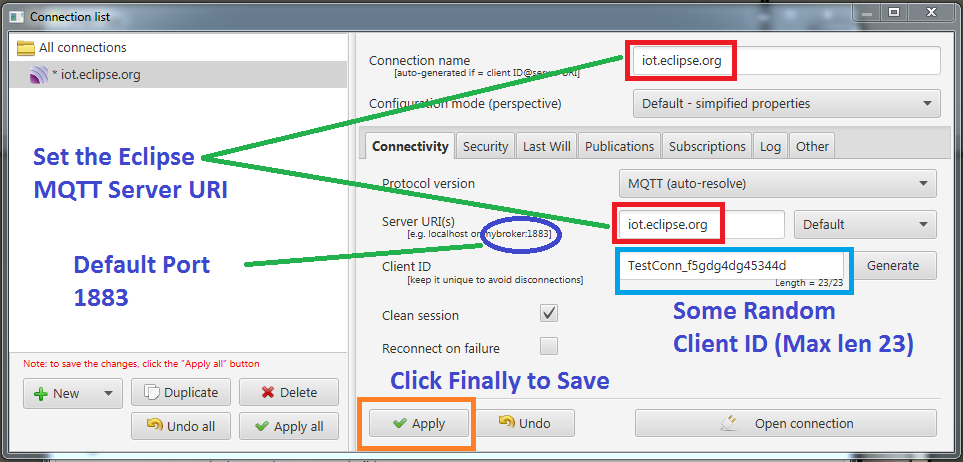 Connection list
All connections
* iot.eclipse.org
Set the Eclipse
MQTT Server URI
Default Port
1883
Note: to save the changes, click the "Apply all" button
New
Duplicate
Delete
Undo all
Apply all
Connection name
[auto-generated if = client ID@server URI]
iot.eclipse.org
Configuration mode (perspective)
Default - simpified properties
Connectivity Security Last Will Publications Subscriptions Log Other
Protocol version
MQTT (auto-resolve)
Server URI(s)
[e.g. localhost on mybroker:1883]
iot.eclipse.org
Default
Client ID
[keep it unique to avoid disconnections]
TestConn_f5gdg4dg45344d
Length = 23/23
Generate
Clean session
Reconnect on failure
Some Random
Client ID (Max len 23)
Click Finally to Save
Apply
Undo
Open connection